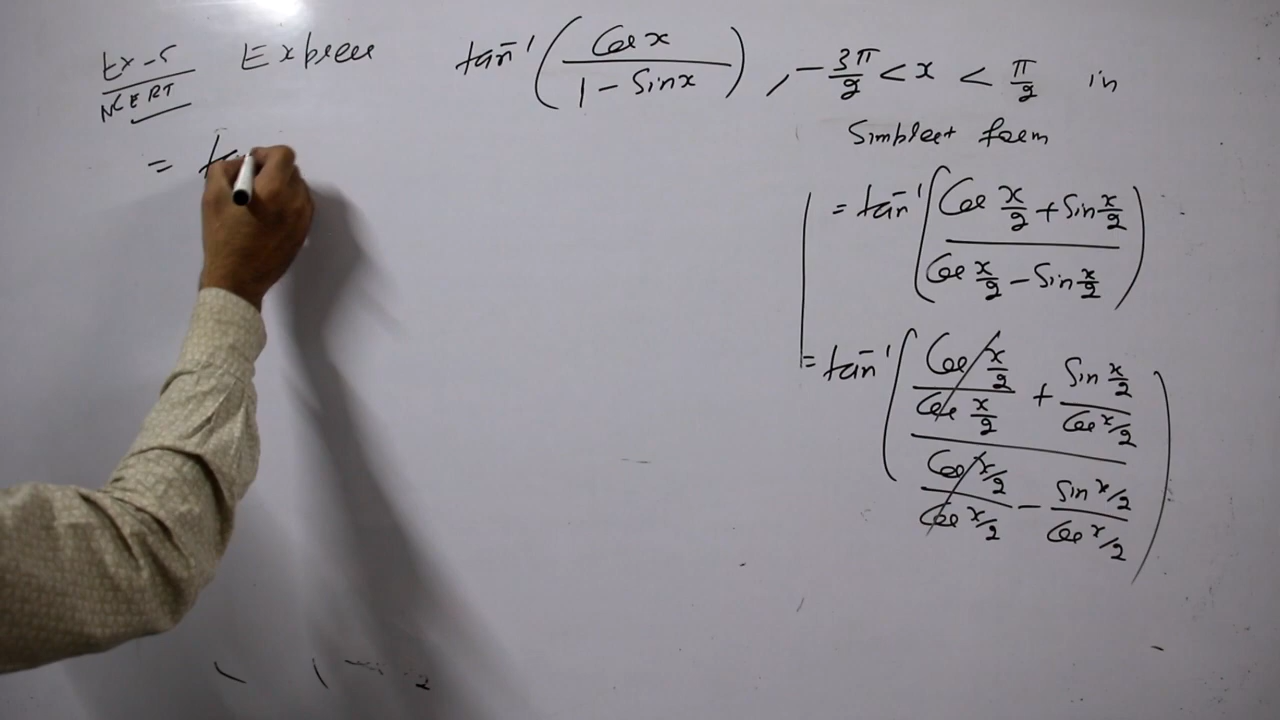 Ex-5 Express tan⁻¹(Cos x / 1 - Sin x), -3π/2 < x < π/2 in
NCERT
Simplest form
= ta
= tan⁻¹(Cos x/2 + Sin x/2 / Cos x/2 - Sin x/2)
= tan⁻¹(Cos x/2 / Cos x/2 + Sin x/2 / Cos x/2
Cos x/2 / Cos x/2 - Sin x/2 / Cos x/2)